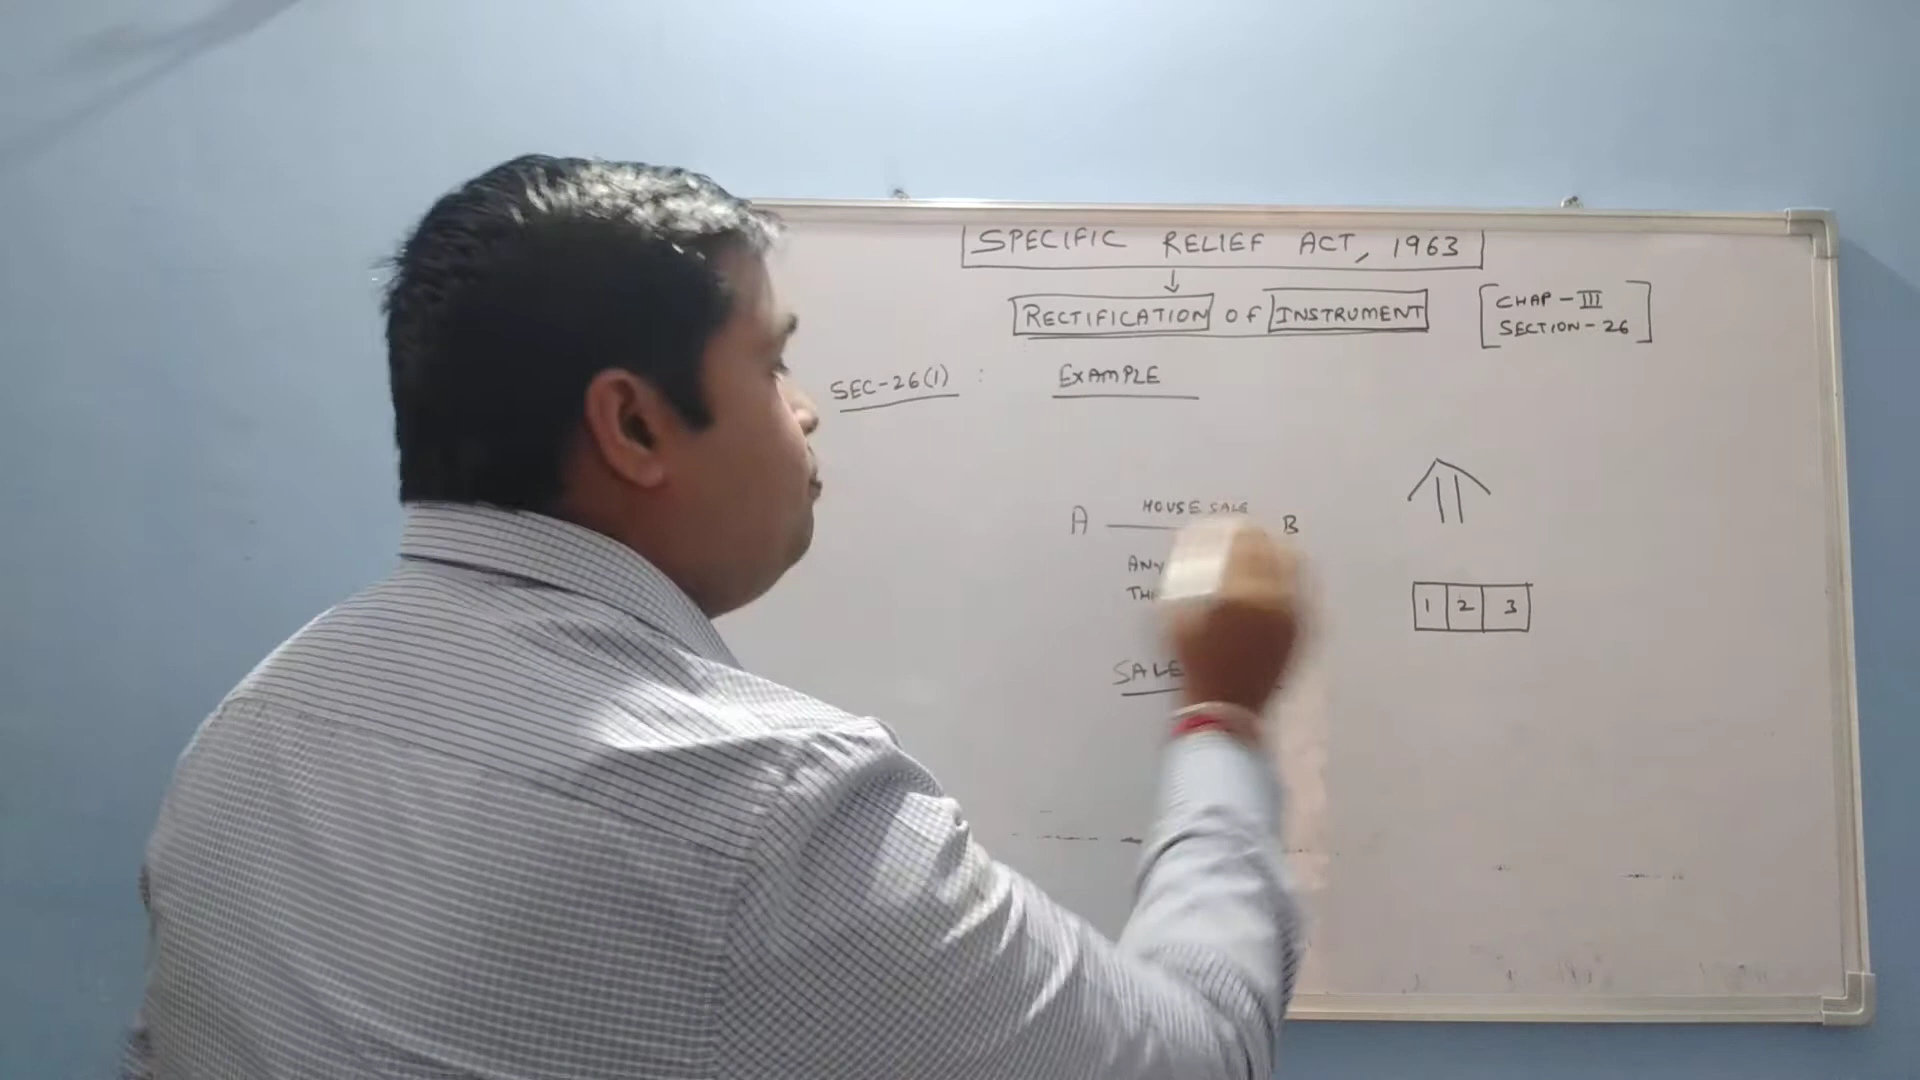 SPECIFIC RELIEF ACT, 1963
RECTIFICATION OF INSTRUMENT
CHAP-III
SECTION-26
SEC-26(1) : EXAMPLE
HOUSE SALE
A B
ANY
1 2 3
SALE